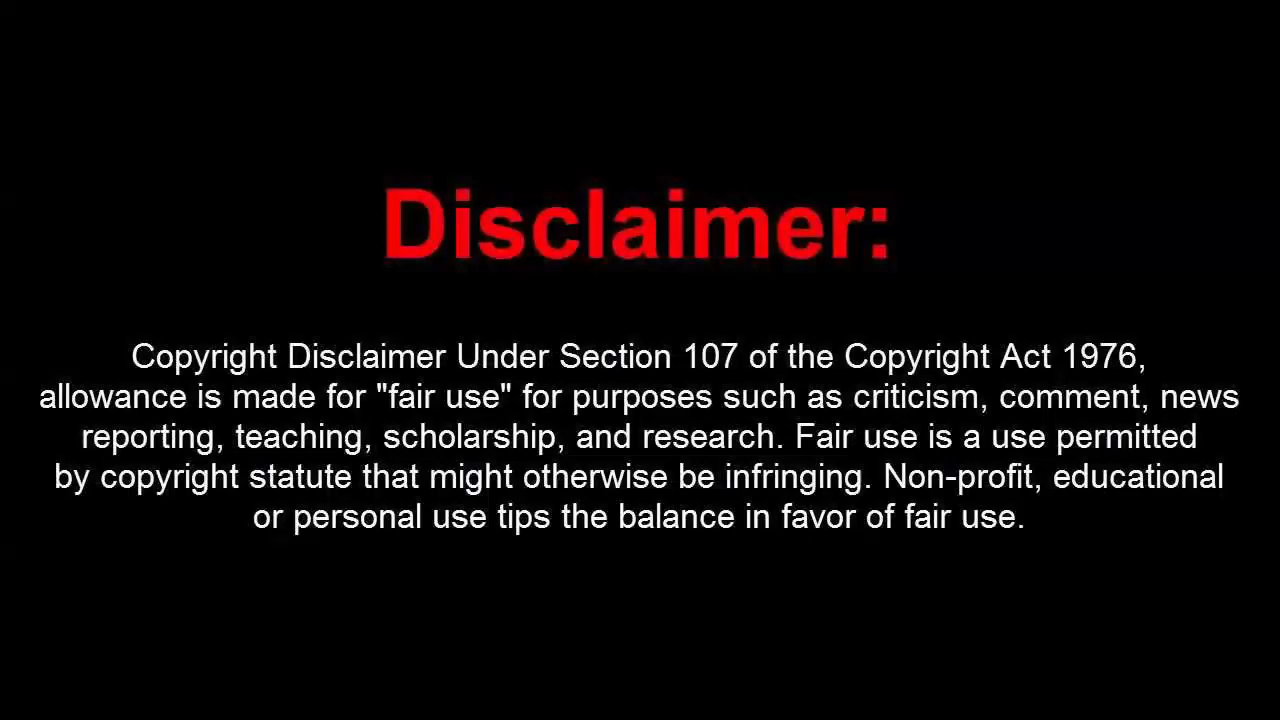 Disclaimer:
Copyright Disclaimer Under Section 107 of the Copyright Act 1976,
allowance is made for "fair use" for purposes such as criticism, comment, news
reporting, teaching, scholarship, and research. Fair use is a use permitted
by copyright statute that might otherwise be infringing. Non-profit, educational
or personal use tips the balance in favor of fair use.